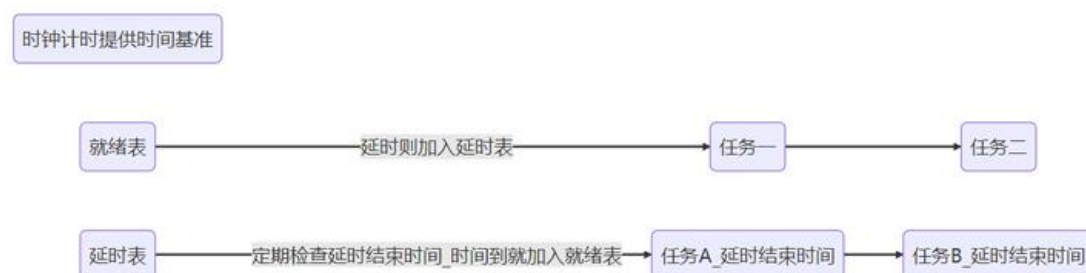 时钟计时提供时间基准
就绪表 延时则加入延时表 任务一 任务二
延时表 定期检查延时结束时间_时间到就加入就绪表 任务A_延时结束时间 任务B_延时结束时间